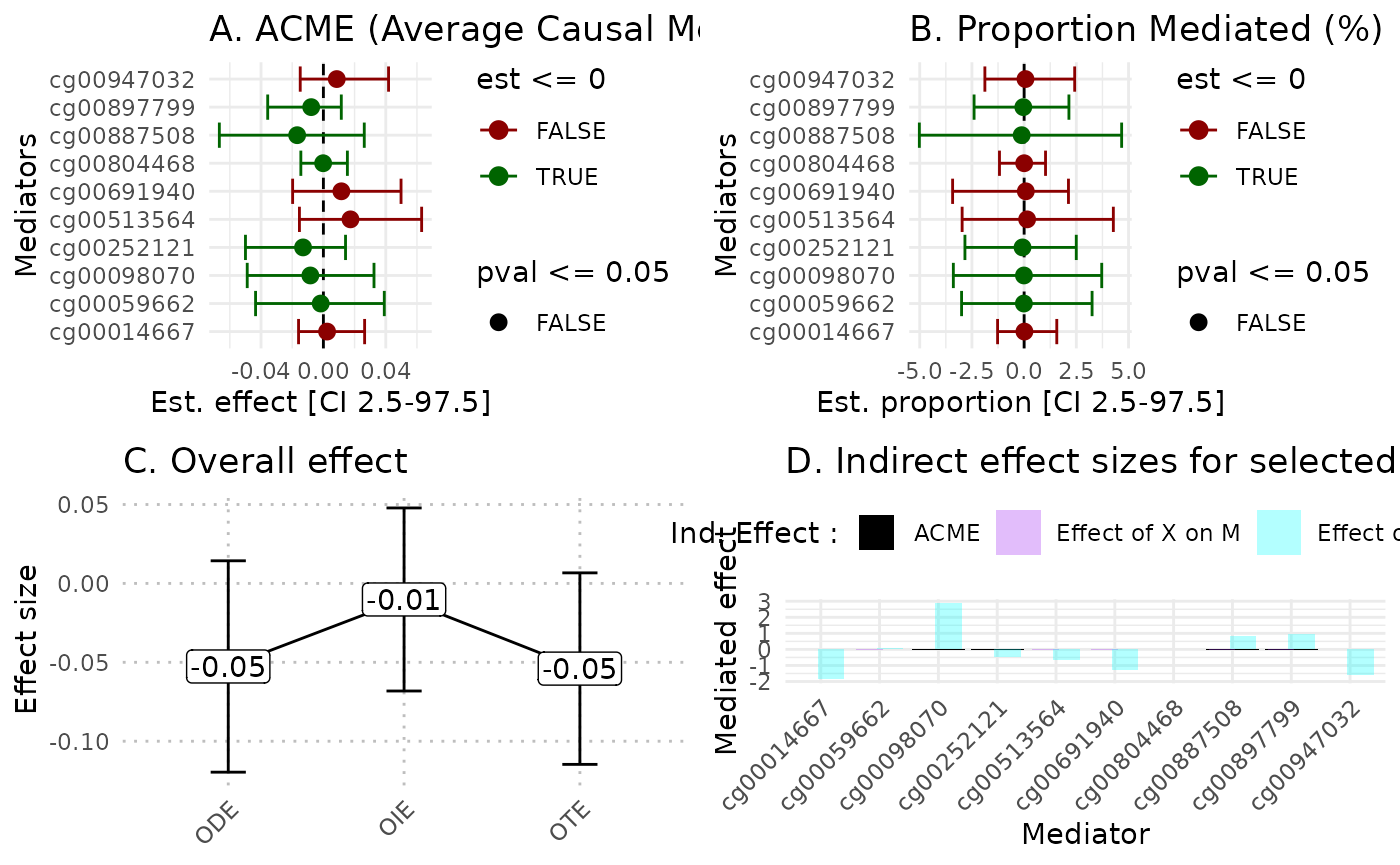 A. ACME (Average Causal Me
cg00947032
cg00897799
cg00887508
cg00804468
cg00691940
cg00513564
cg00252121
cg00098070
cg00059662
cg00014667
Mediators
-0.04 0.00 0.04
Est. effect [CI 2.5-97.5]
est <= 0
FALSE
TRUE
pval <= 0.05
FALSE
B. Proportion Mediated (%)
cg00947032
cg00897799
cg00887508
cg00804468
cg00691940
cg00513564
cg00252121
cg00098070
cg00059662
cg00014667
Mediators
-5.0 -2.5 0.0 2.5 5.0
Est. proportion [CI 2.5-97.5]
est <= 0
FALSE
TRUE
pval <= 0.05
FALSE
C. Overall effect
0.05
0.00
-0.05
-0.10
Effect size
-0.05
-0.01
-0.05
ODE
OIE
OTE
D. Indirect effect sizes for selected
Ind. Effect : ACME Effect of X on M Effect o
Mediated effect
3
2
1
0
-1
-2
cg00014667
cg00059662
cg00098070
cg00252121
cg00513564
cg00691940
cg00804468
cg00887508
cg00897799
cg00947032
Mediator